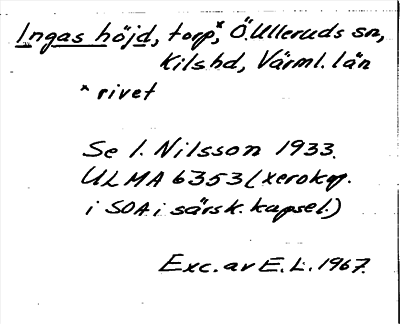 Ingas höjd, torp,* Ö. Ulleruds sn,
Kils hd, Värml. län
* rivet
Se I. Nilsson 1933.
ULMA 6353 (xerokop.
i SOA i särsk. kapsel.)
Exc. av E. L. 1967.